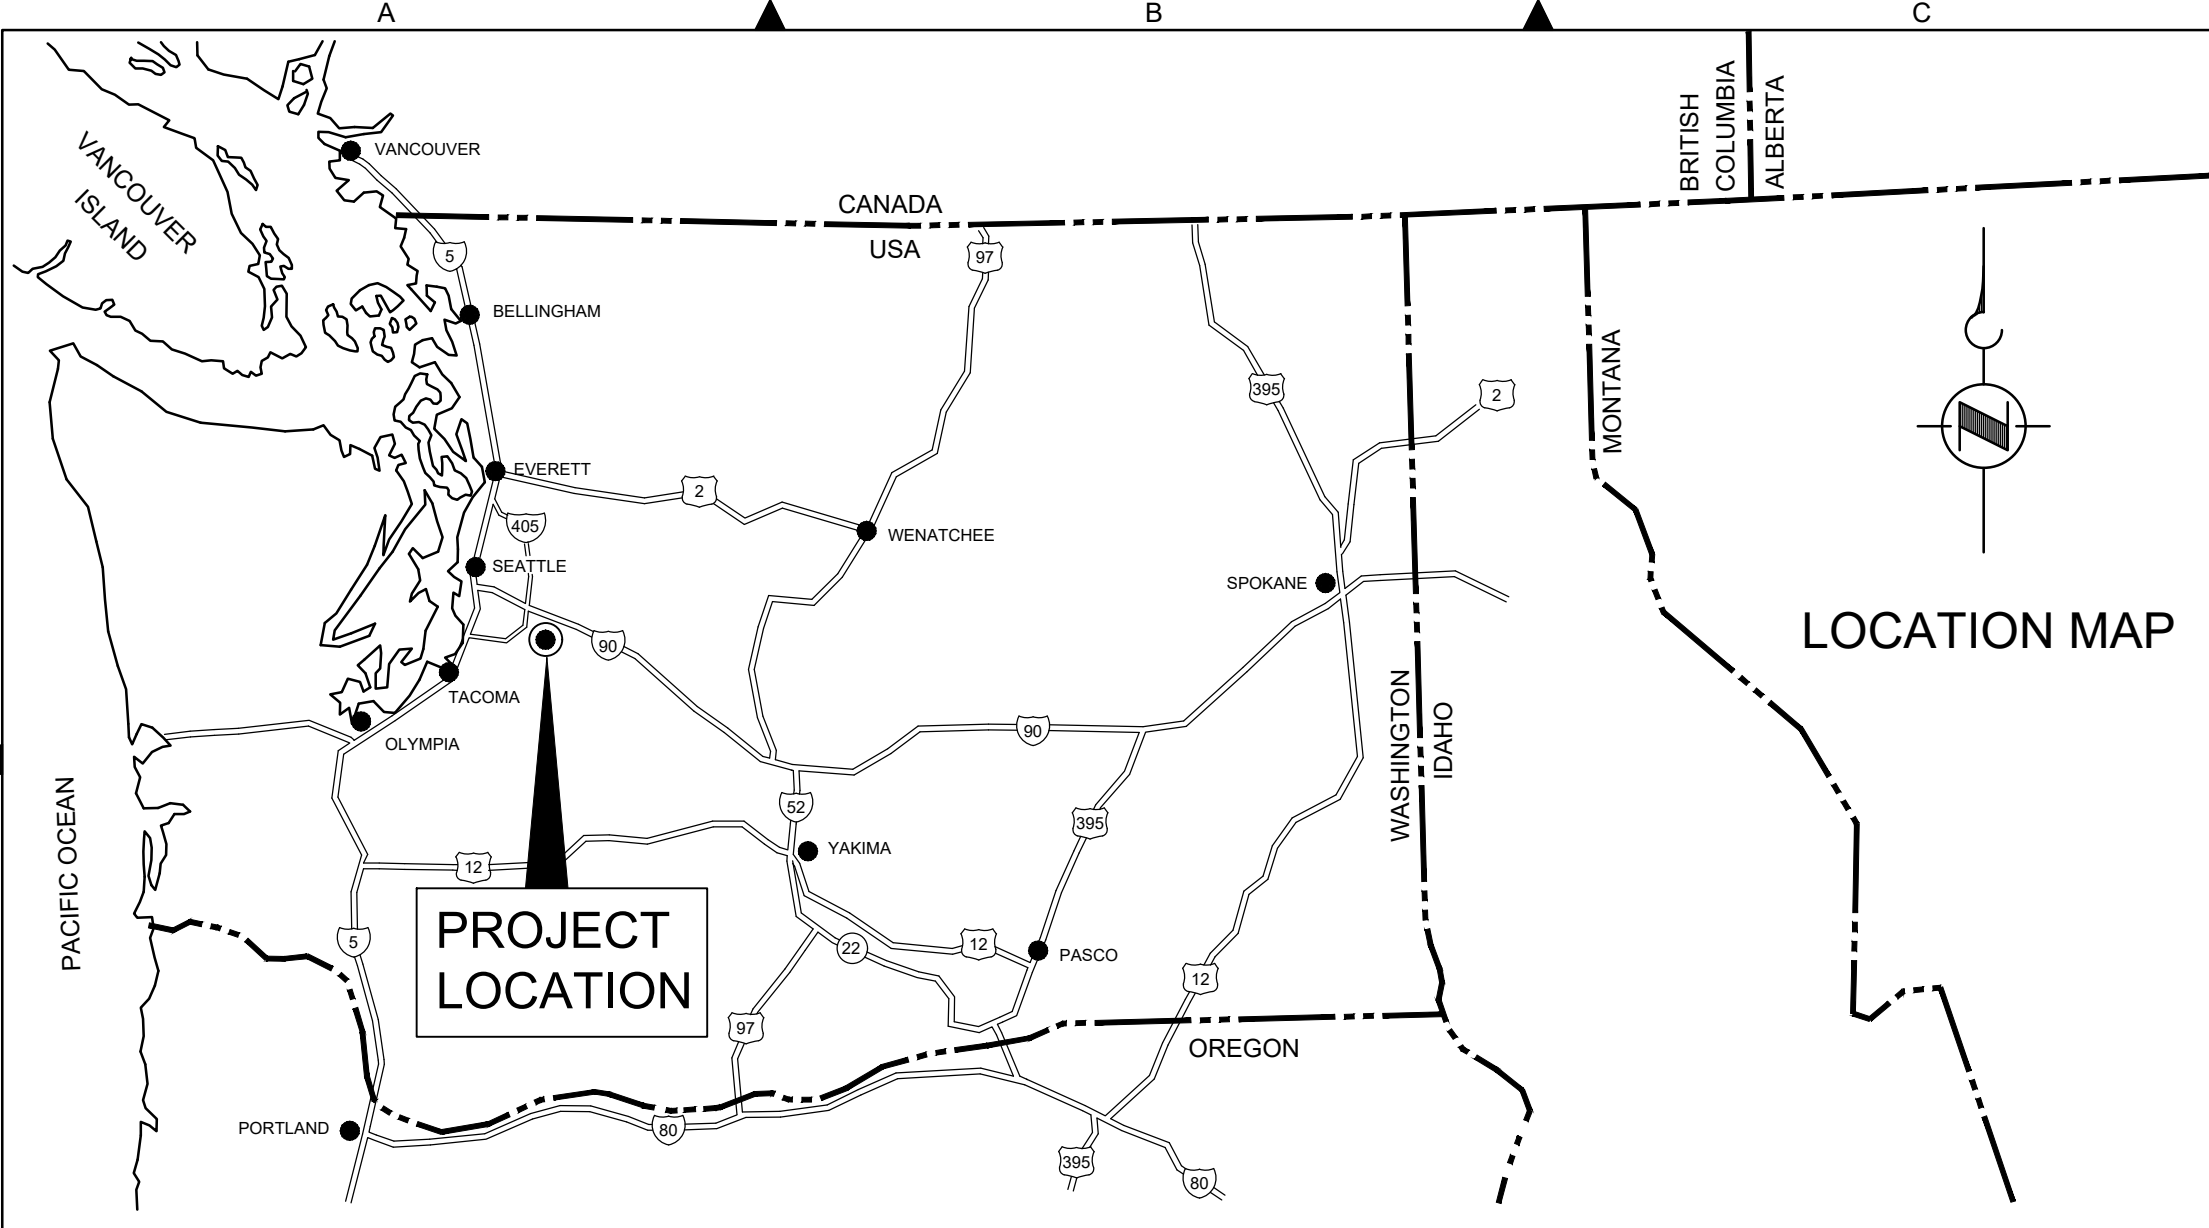 A
B
C
VANCOUVER
ISLAND
VANCOUVER
CANADA
USA
BRITISH
COLUMBIA
ALBERTA
5
97
BELLINGHAM
395
2
MONTANA
EVERETT
2
405
WENATCHEE
SEATTLE
SPOKANE
LOCATION MAP
90
TACOMA
OLYMPIA
90
WASHINGTON
IDAHO
PACIFIC OCEAN
52
395
YAKIMA
12
PROJECT
LOCATION
5
22
12
PASCO
12
97
OREGON
PORTLAND
80
395
80